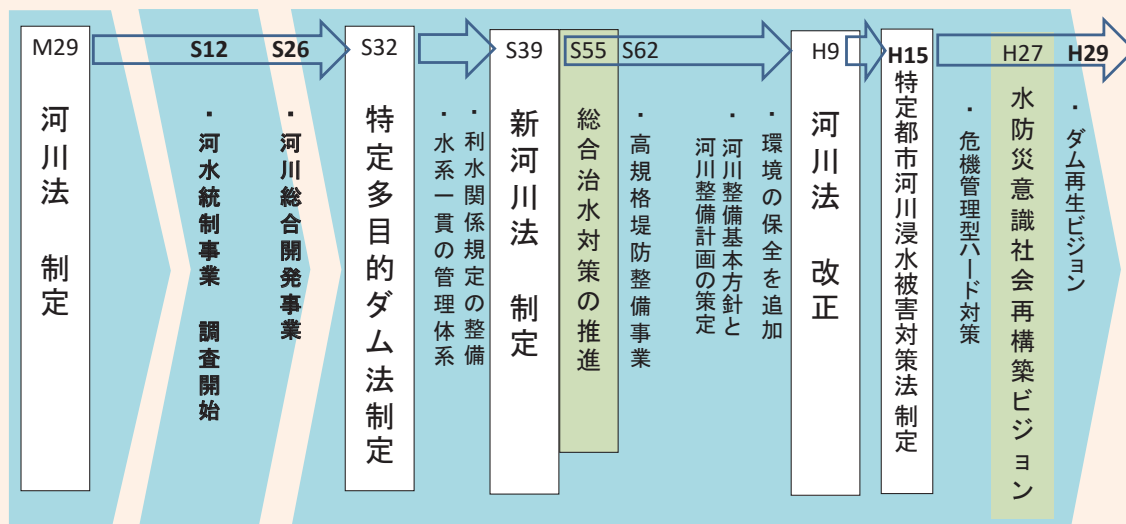 M29
河川法 制定
S12
・河水統制事業 調査開始
S26
・河川総合開発事業
S32
特定多目的ダム法制定
・水系一貫の管理体系
・利水関係規定の整備
S39
新河川法 制定
S55
総合治水対策の推進
S62
・高規格堤防整備事業
・河川整備基本方針と
河川整備計画の策定
・環境の保全を追加
H9
河川法 改正
H15
特定都市河川浸水被害対策法 制定
・危機管理型ハード対策
H27
水防災意識社会再構築ビジョン
H29
・ダム再生ビジョン